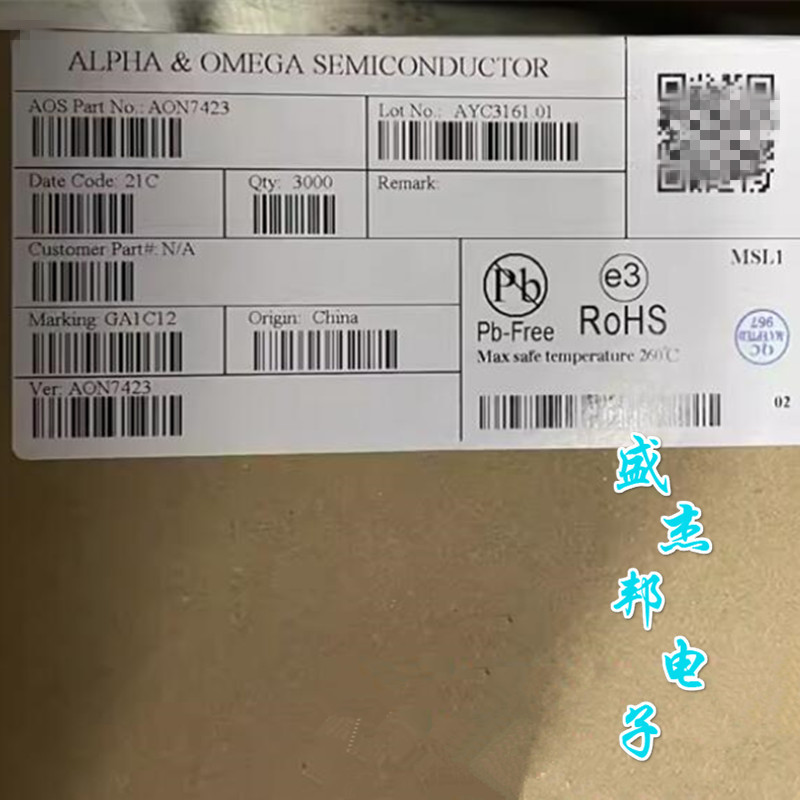 ALPHA & OMEGA SEMICONDUCTOR
AOS Part No.: AON7423
Lot No.: AYC3161.01
Date Code: 21C
Qty: 3000
Remark:
Customer Part#: N/A
MSL1
Pb
e3
Pb-Free
RoHS
Marking: GA1C12
Origin: China
Max safe temperature 260°C
QC
967
Ver: AON7423
02
盛
杰
邦
电
子